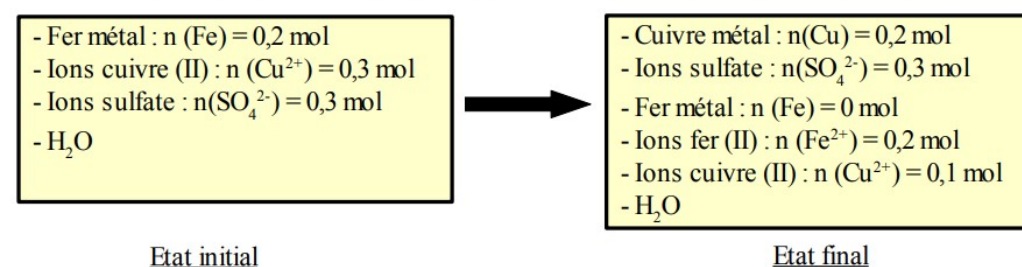 - Fer métal : n (Fe) = 0,2 mol
- Ions cuivre (II) : n (Cu²⁺) = 0,3 mol
- Ions sulfate : n(SO₄²⁻) = 0,3 mol
- H₂O
Etat initial
- Cuivre métal : n(Cu) = 0,2 mol
- Ions sulfate : n(SO₄²⁻) = 0,3 mol
- Fer métal : n (Fe) = 0 mol
- Ions fer (II) : n (Fe²⁺) = 0,2 mol
- Ions cuivre (II) : n (Cu²⁺) = 0,1 mol
- H₂O
Etat final